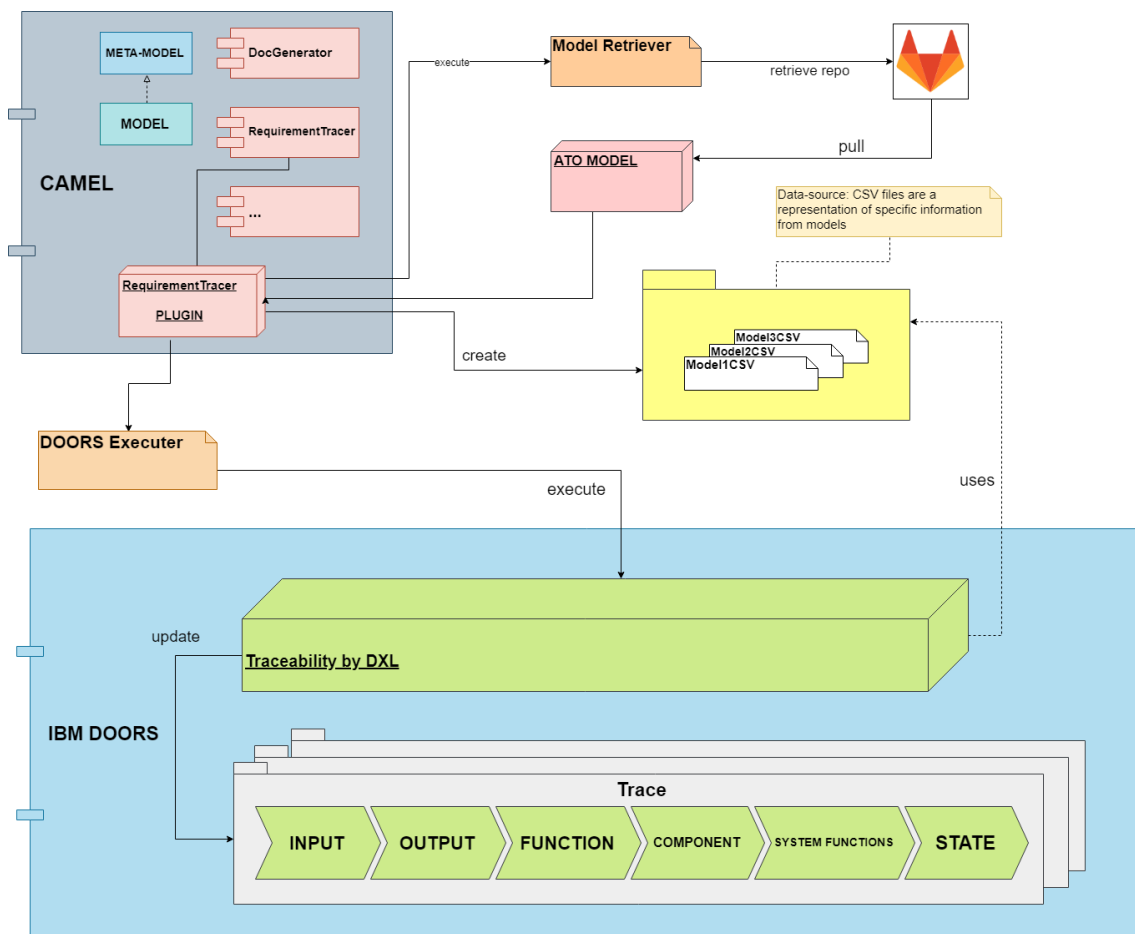 META-MODEL
DocGenerator
MODEL
RequirementTracer
CAMEL
...
RequirementTracer
PLUGIN
execute
Model Retriever
retrieve repo
pull
ATO MODEL
Data-source: CSV files are a
representation of specific information
from models
create
Model3CSV
Model2CSV
Model1CSV
DOORS Executer
execute
uses
update
Traceability by DXL
IBM DOORS
Trace
INPUT
OUTPUT
FUNCTION
COMPONENT
SYSTEM FUNCTIONS
STATE